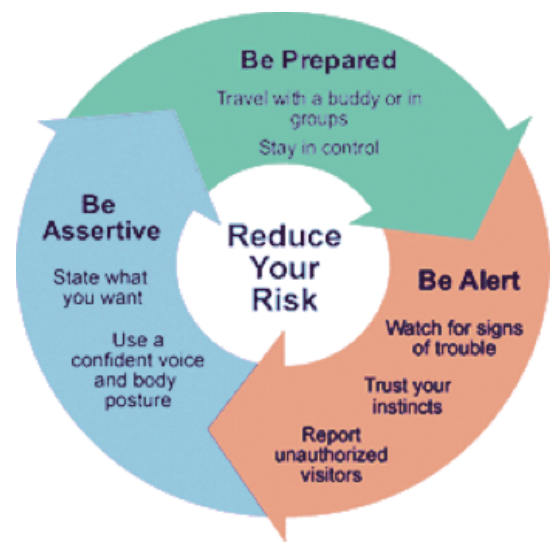 Be Prepared
Travel with a buddy or in
groups
Stay in control
Reduce
Your
Risk
Be Alert
Watch for signs
of trouble
Trust your
instincts
Report
unauthorized
visitors
Be
Assertive
State what
you want
Use a
confident voice
and body
posture